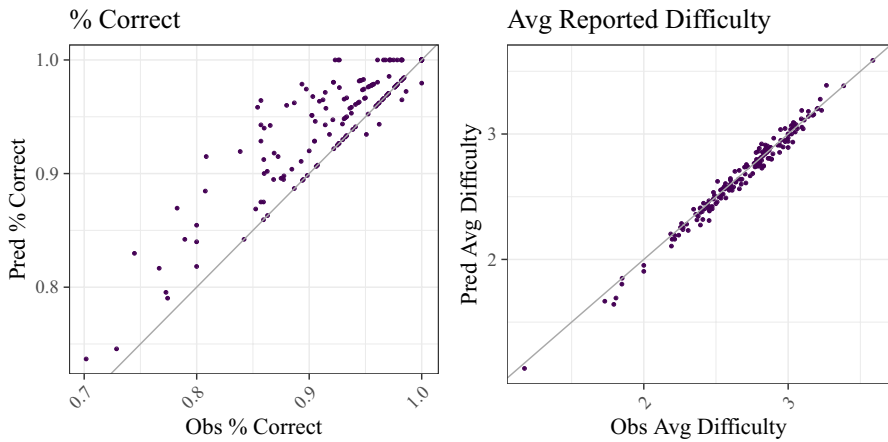 % Correct
Pred % Correct
1.0
0.9
0.8
0.7
0.8
0.9
1.0
Obs % Correct
Avg Reported Difficulty
Pred Avg Difficulty
3
2
2
3
Obs Avg Difficulty